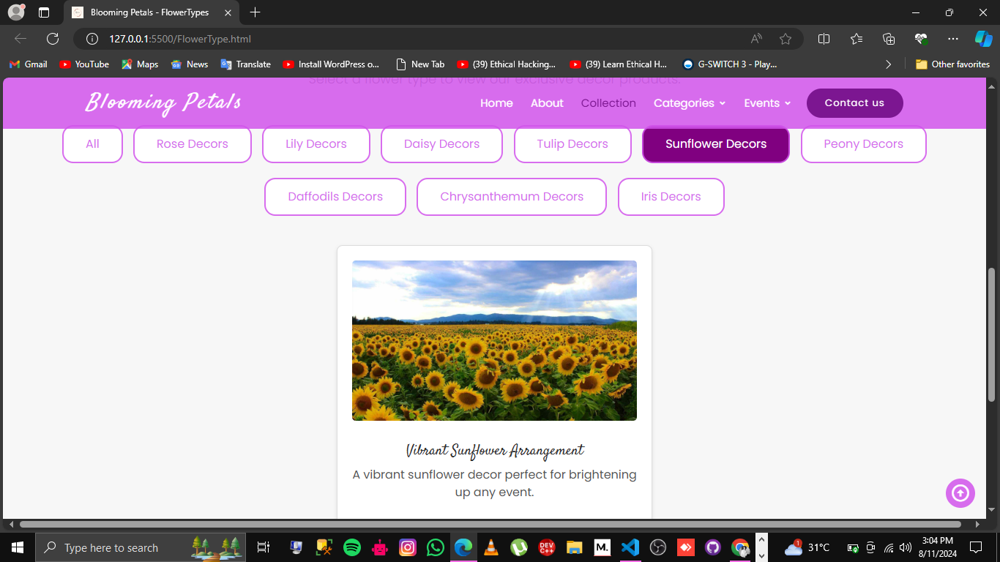 Blooming Petals - FlowerTypes
127.0.0.1:5500/FlowerType.html
Gmail YouTube Maps News Translate Install WordPress o... New Tab (39) Ethical Hacking... (39) Learn Ethical H... G-SWITCH 3 - Play... Other favorites
Select a flower type to view our exclusive decor products.
Blooming Petals Home About Collection Categories Events Contact us
All Rose Decors Lily Decors Daisy Decors Tulip Decors Sunflower Decors Peony Decors
Daffodils Decors Chrysanthemum Decors Iris Decors
Vibrant Sunflower Arrangement
A vibrant sunflower decor perfect for brightening
up any event.
Type here to search DEV C++ M. 1 31°C 3:04 PM
8/11/2024